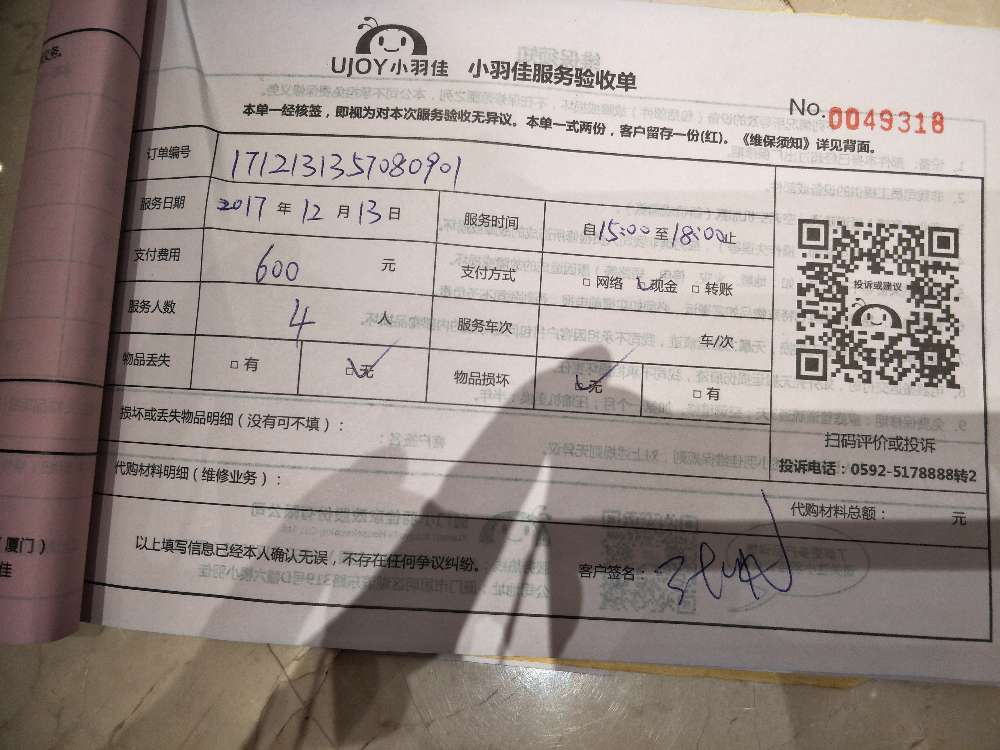 UJOY小羽佳 小羽佳服务验收单
No. 0049318
本单一经核签，即视为对本次服务验收无异议。本单一式两份，客户留存一份(红)。《维保须知》详见背面。
订单编号 1712131357080901
服务日期 2017 年 12 月 13 日 服务时间 自15:00至18:00止
支付费用 600 元 支付方式 □ 网络 ☑现金 □ 转账
服务人数 4 人 服务车次 车/次
物品丢失 □ 有 ☑无 物品损坏 ☑无 □ 有
投诉或建议
扫码评价或投诉
投诉电话：0592-5178888转2
损坏或丢失物品明细（没有可不填）：
代购材料明细（维修业务）：
代购材料总额： 元
以上填写信息已经本人确认无误，不存在任何争议纠纷。
客户签名：
（厦门）
佳